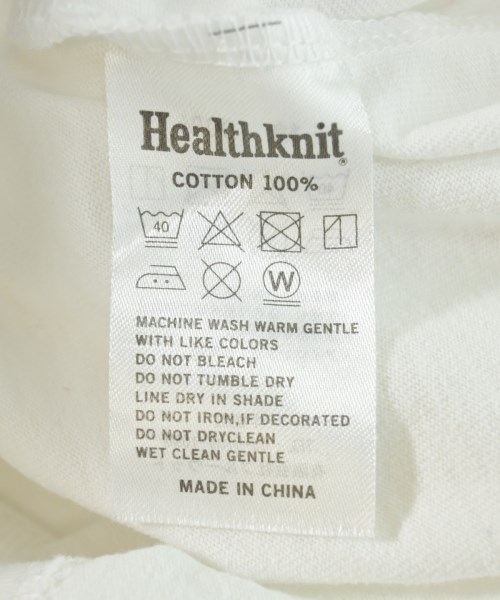 Healthknit®
COTTON 100%
40
W
MACHINE WASH WARM GENTLE
WITH LIKE COLORS
DO NOT BLEACH
DO NOT TUMBLE DRY
LINE DRY IN SHADE
DO NOT IRON,IF DECORATED
DO NOT DRYCLEAN
WET CLEAN GENTLE
MADE IN CHINA